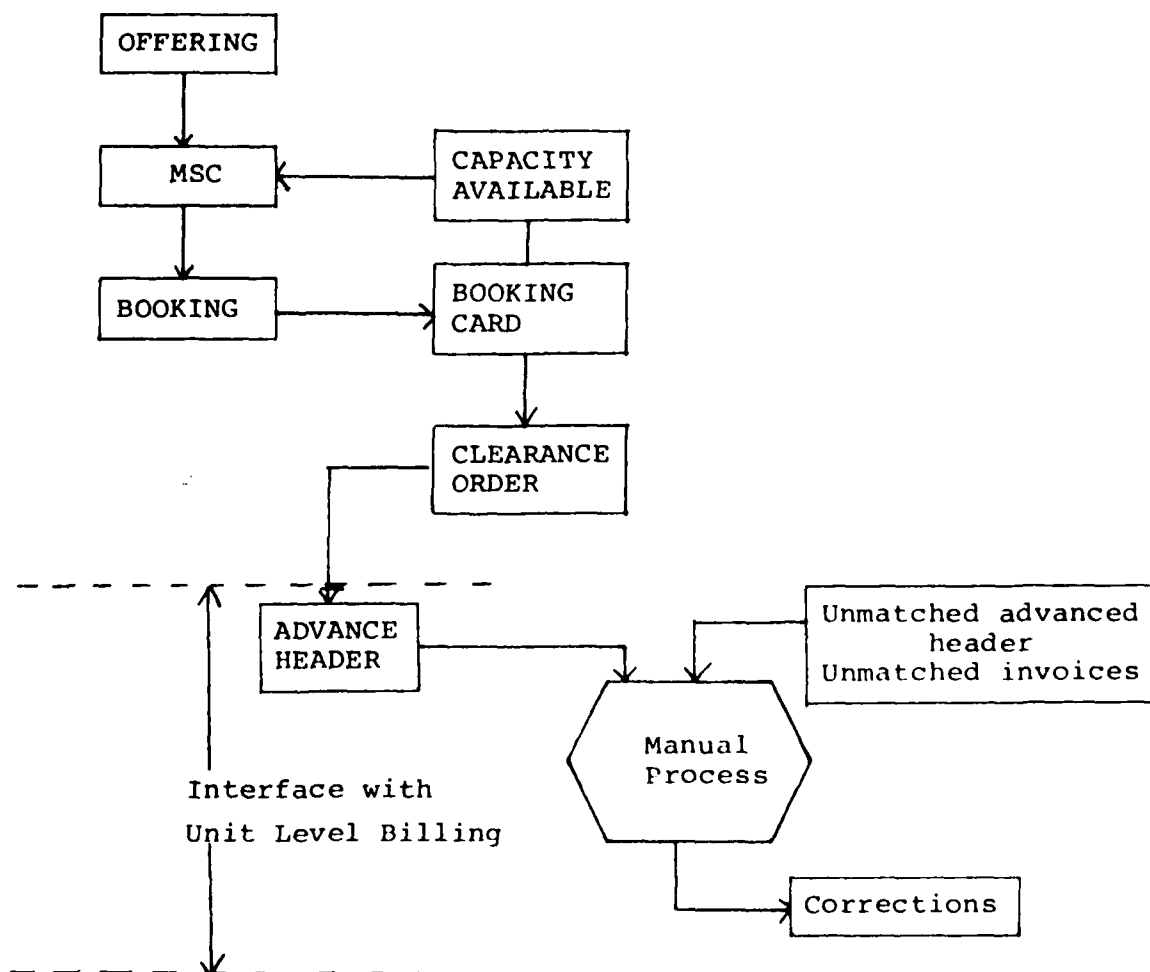 OFFERING
MSC
CAPACITY
AVAILABLE
BOOKING
BOOKING
CARD
CLEARANCE
ORDER
ADVANCE
HEADER
Unmatched advanced
header
Unmatched invoices
Manual
Process
Interface with
Unit Level Billing
Corrections